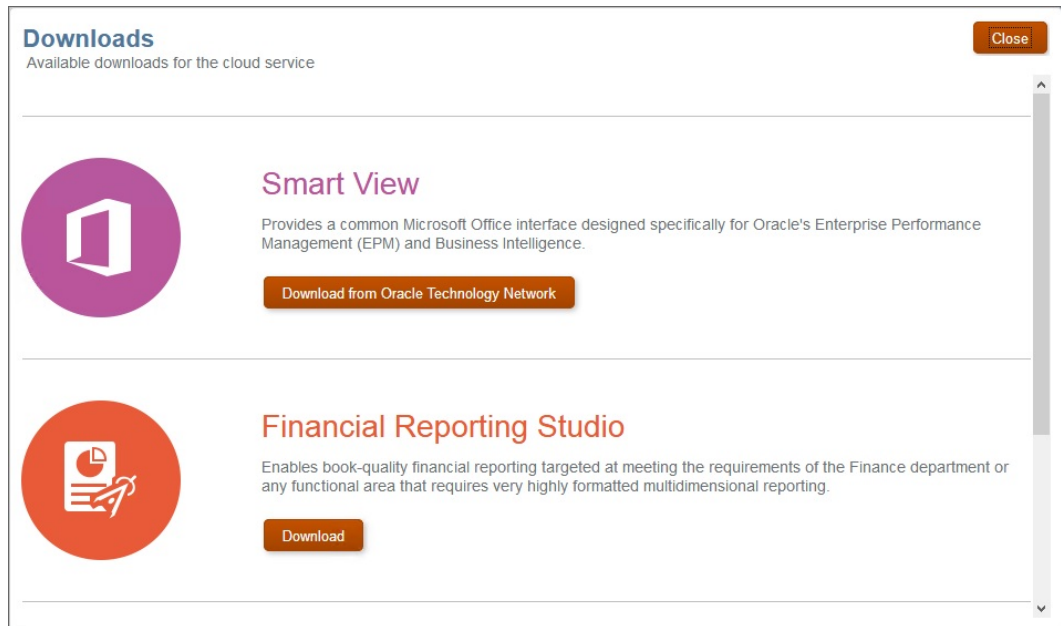 Downloads
Close
Available downloads for the cloud service
Smart View
Provides a common Microsoft Office interface designed specifically for Oracle's Enterprise Performance
Management (EPM) and Business Intelligence.
Download from Oracle Technology Network
Financial Reporting Studio
Enables book-quality financial reporting targeted at meeting the requirements of the Finance department or
any functional area that requires very highly formatted multidimensional reporting.
Download